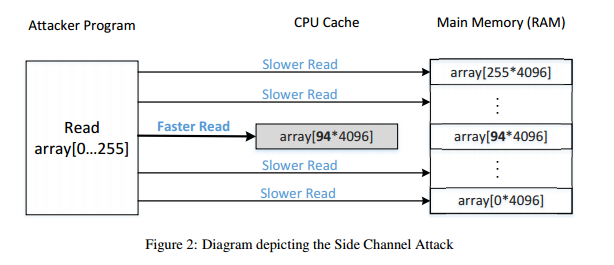 Attacker Program
CPU Cache
Main Memory (RAM)
Slower Read
array[255*4096]
Slower Read
⋮
Read
array[0...255]
Faster Read
array[94*4096]
array[94*4096]
Slower Read
⋮
Slower Read
array[0*4096]
Figure 2: Diagram depicting the Side Channel Attack